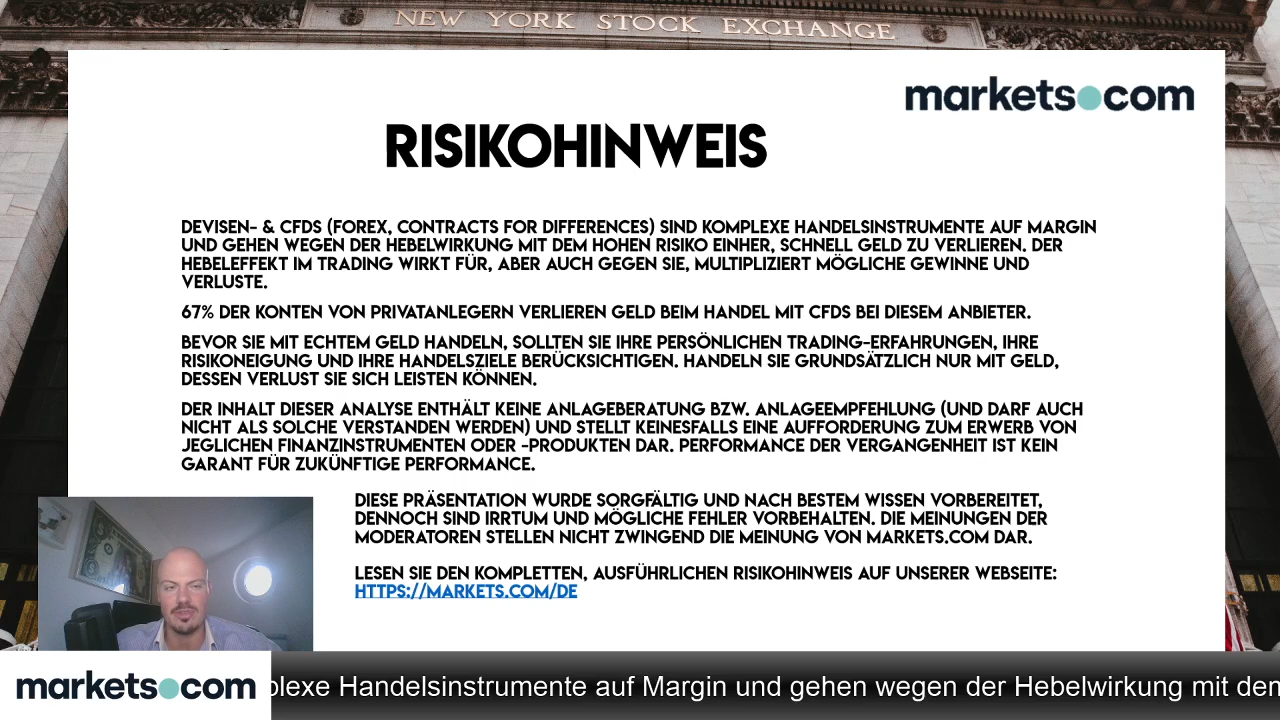 NEW YORK STOCK EXCHANGE
markets.com
RISIKOHINWEIS
DEVISEN- & CFDS (FOREX, CONTRACTS FOR DIFFERENCES) SIND KOMPLEXE HANDELSINSTRUMENTE AUF MARGIN
UND GEHEN WEGEN DER HEBELWIRKUNG MIT DEM HOHEN RISIKO EINHER, SCHNELL GELD ZU VERLIEREN. DER
HEBELEFFEKT IM TRADING WIRKT FÜR, ABER AUCH GEGEN SIE, MULTIPLIZIERT MÖGLICHE GEWINNE UND
VERLUSTE.
67% DER KONTEN VON PRIVATANLEGERN VERLIEREN GELD BEIM HANDEL MIT CFDS BEI DIESEM ANBIETER.
BEVOR SIE MIT ECHTEM GELD HANDELN, SOLLTEN SIE IHRE PERSÖNLICHEN TRADING-ERFAHRUNGEN, IHRE
RISIKONEIGUNG UND IHRE HANDELSZIELE BERÜCKSICHTIGEN. HANDELN SIE GRUNDSÄTZLICH NUR MIT GELD,
DESSEN VERLUST SIE SICH LEISTEN KÖNNEN.
DER INHALT DIESER ANALYSE ENTHÄLT KEINE ANLAGEBERATUNG BZW. ANLAGEEMPFEHLUNG (UND DARF AUCH
NICHT ALS SOLCHE VERSTANDEN WERDEN) UND STELLT KEINESFALLS EINE AUFFORDERUNG ZUM ERWERB VON
JEGLICHEN FINANZINSTRUMENTEN ODER -PRODUKTEN DAR. PERFORMANCE DER VERGANGENHEIT IST KEIN
GARANT FÜR ZUKÜNFTIGE PERFORMANCE.
DIESE PRÄSENTATION WURDE SORGFÄLTIG UND NACH BESTEM WISSEN VORBEREITET,
DENNOCH SIND IRRTUM UND MÖGLICHE FEHLER VORBEHALTEN. DIE MEINUNGEN DER
MODERATOREN STELLEN NICHT ZWINGEND DIE MEINUNG VON MARKETS.COM DAR.
LESEN SIE DEN KOMPLETTEN, AUSFÜHRLICHEN RISIKOHINWEIS AUF UNSERER WEBSEITE:
HTTPS://MARKETS.COM/DE
markets.com
plexe Handelsinstrumente auf Margin und gehen wegen der Hebelwirkung mit der